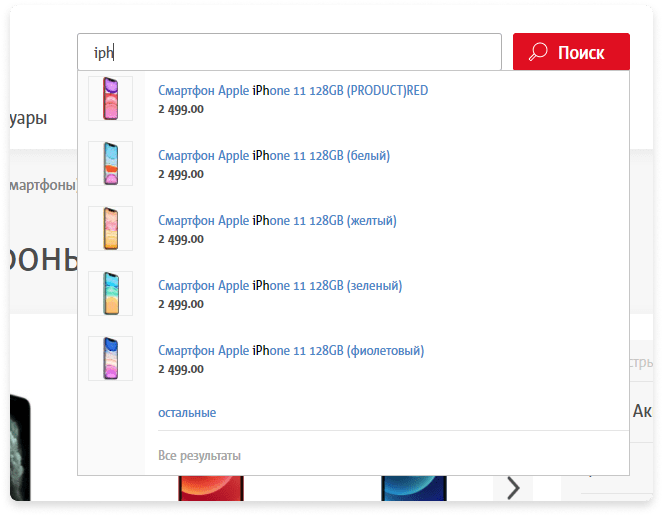 iph
Поиск
Смартфон Apple iPhone 11 128GB (PRODUCT)RED
2 499.00
уары
Смартфон Apple iPhone 11 128GB (белый)
2 499.00
мартфоны
Смартфон Apple iPhone 11 128GB (желтый)
2 499.00
оны
Смартфон Apple iPhone 11 128GB (зеленый)
2 499.00
Смартфон Apple iPhone 11 128GB (фиолетовый)
2 499.00
стры
остальные
Ак
Все результаты